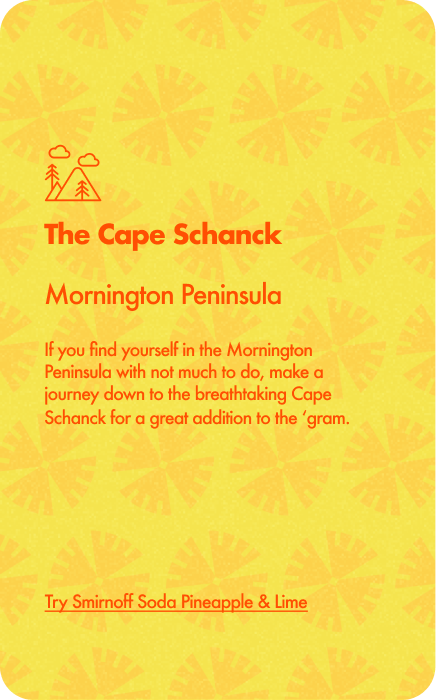 The Cape Schanck
Mornington Peninsula
If you find yourself in the Mornington
Peninsula with not much to do, make a
journey down to the breathtaking Cape
Schanck for a great addition to the ‘gram.
Try Smirnoff Soda Pineapple & Lime